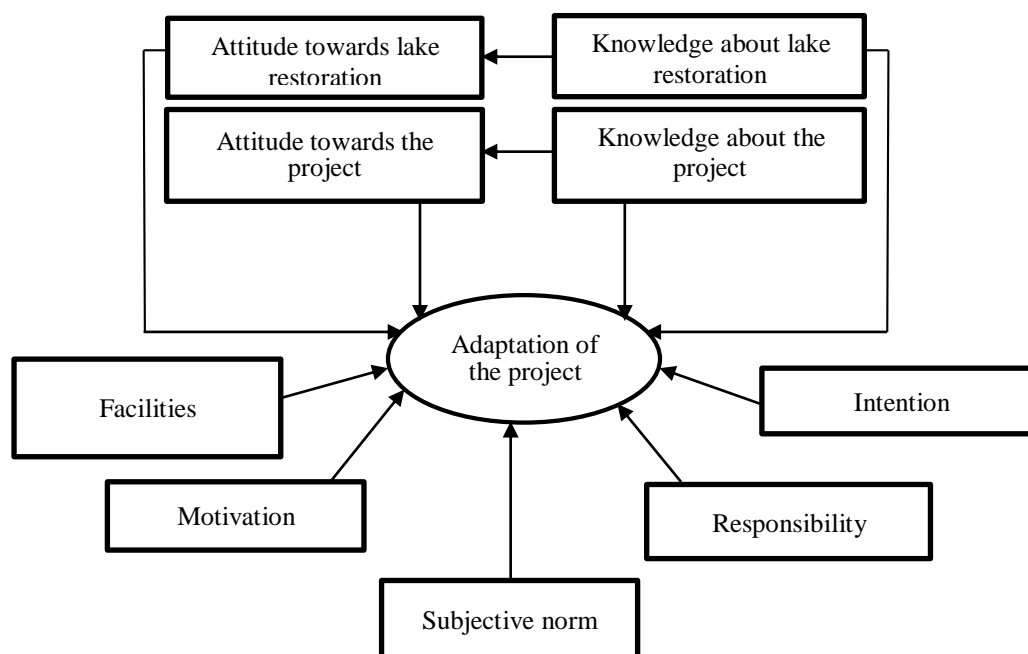 Attitude towards lake
restoration
Knowledge about lake
restoration
Attitude towards the
project
Knowledge about the
project
Adaptation of
the project
Facilities
Intention
Motivation
Responsibility
Subjective norm